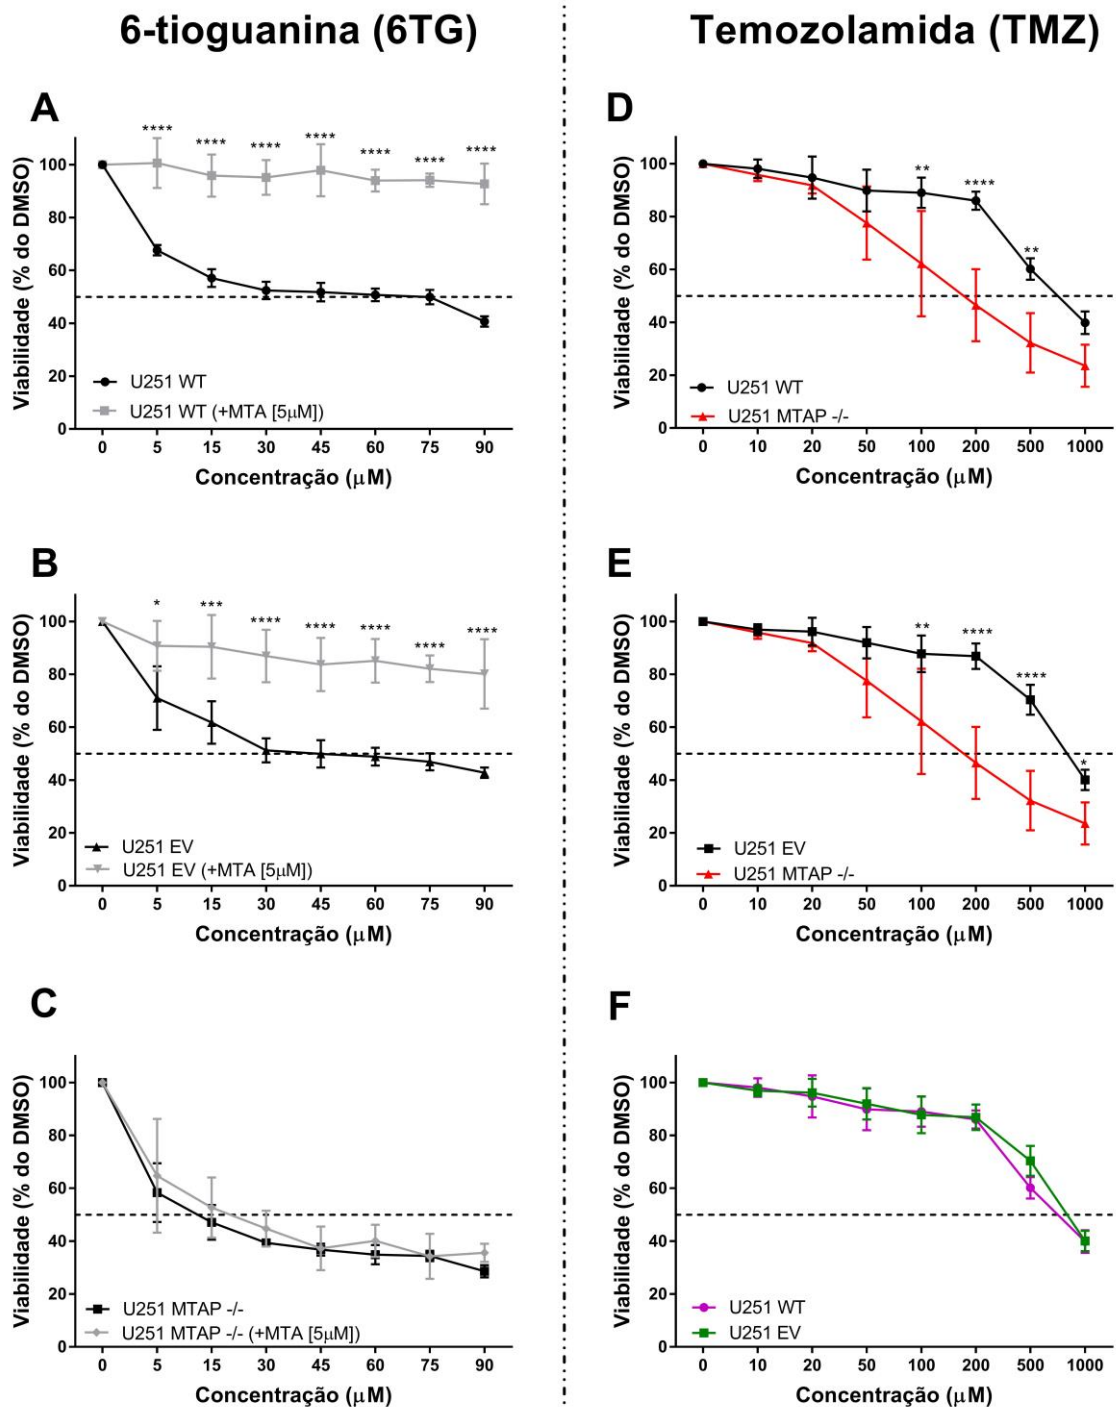 6-tioguanina (6TG)
Temozolamida (TMZ)
A
**** **** **** **** **** **** ****
Viabilidade (% do DMSO)
100
80
60
40
20
0
U251 WT
U251 WT (+MTA [5μM])
0 5 15 30 45 60 75 90
Concentração (μM)
D
** **** **
Viabilidade (% do DMSO)
100
80
60
40
20
0
U251 WT
U251 MTAP -/-
0 10 20 50 100 200 500 1000
Concentração (μM)
B
* *** **** **** **** **** ****
Viabilidade (% do DMSO)
100
80
60
40
20
0
U251 EV
U251 EV (+MTA [5μM])
0 5 15 30 45 60 75 90
Concentração (μM)
E
** **** **** *
Viabilidade (% do DMSO)
100
80
60
40
20
0
U251 EV
U251 MTAP -/-
0 10 20 50 100 200 500 1000
Concentração (μM)
C
Viabilidade (% do DMSO)
100
80
60
40
20
0
U251 MTAP -/-
U251 MTAP -/- (+MTA [5μM])
0 5 15 30 45 60 75 90
Concentração (μM)
F
Viabilidade (% do DMSO)
100
80
60
40
20
0
U251 WT
U251 EV
0 10 20 50 100 200 500 1000
Concentração (μM)